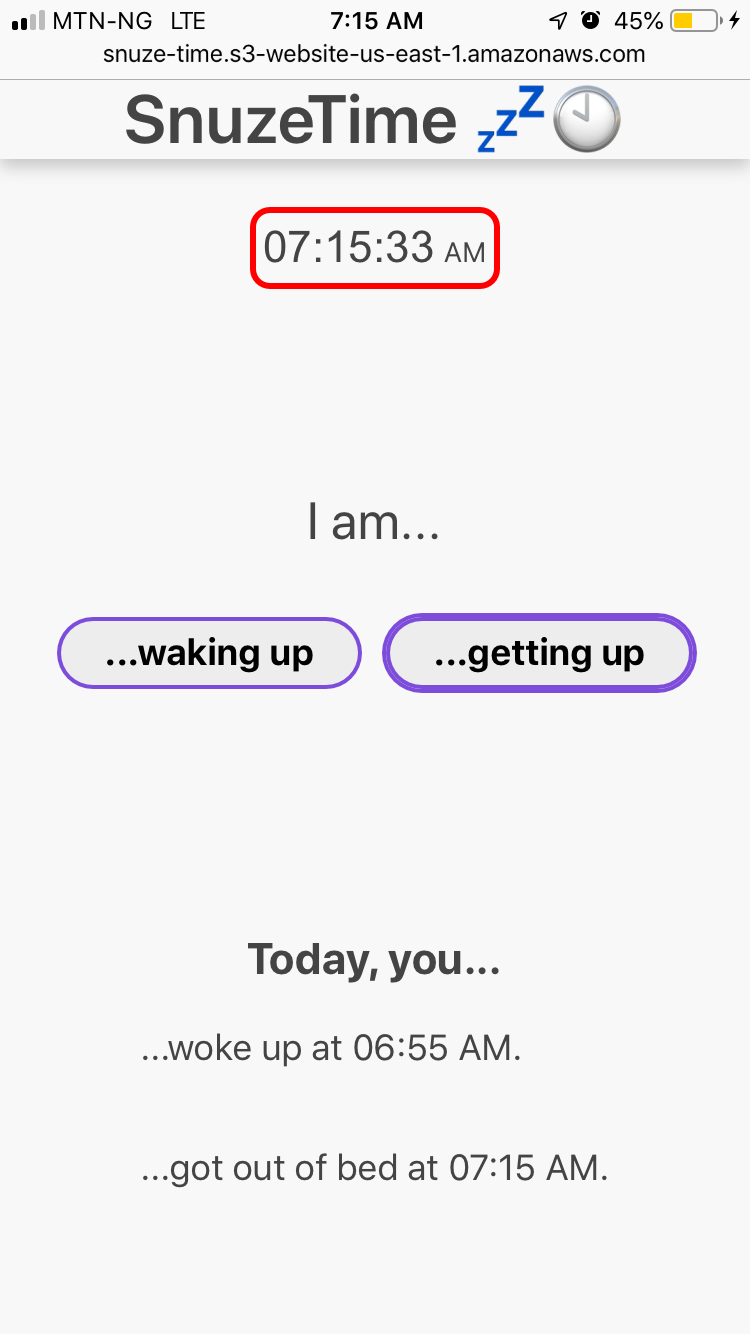 MTN-NG LTE 7:15 AM 45%
snuze-time.s3-website-us-east-1.amazonaws.com
SnuzeTime 💤🕙
07:15:33 AM
I am...
...waking up ...getting up
Today, you...
...woke up at 06:55 AM.
...got out of bed at 07:15 AM.